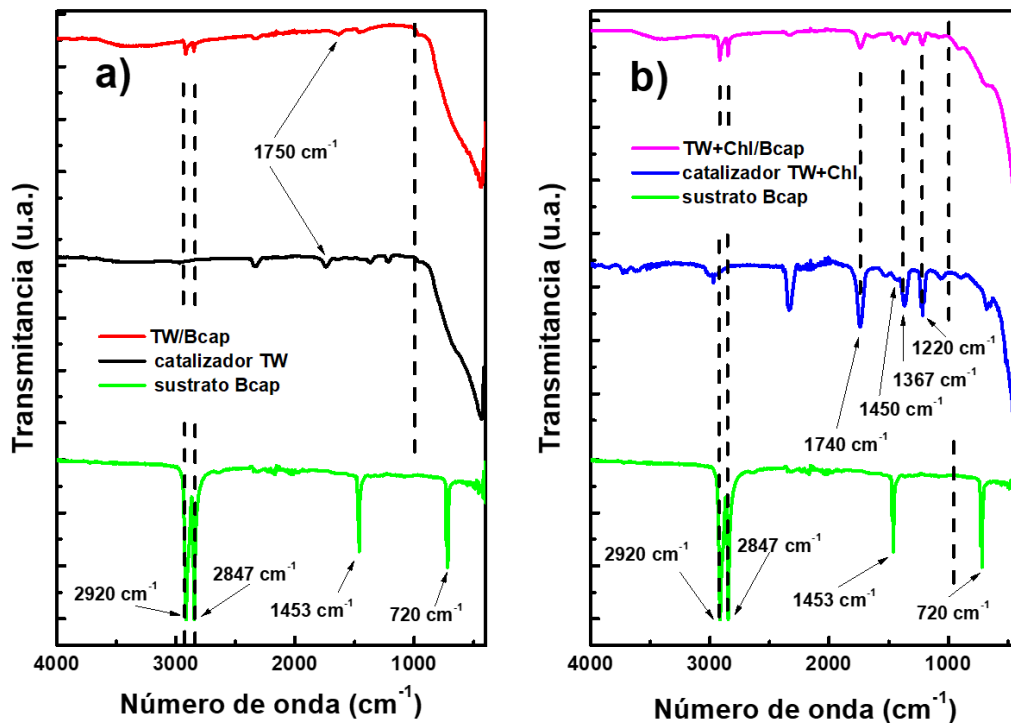 a)
1750 cm⁻¹
TW/Bcap
catalizador TW
sustrato Bcap
2920 cm⁻¹
2847 cm⁻¹
1453 cm⁻¹
720 cm⁻¹
4000 3000 2000 1000
Número de onda (cm⁻¹)
Transmitancia (u.a.)
b)
TW+Chl/Bcap
catalizador TW+Chl
sustrato Bcap
1220 cm⁻¹
1367 cm⁻¹
1450 cm⁻¹
1740 cm⁻¹
2920 cm⁻¹
2847 cm⁻¹
1453 cm⁻¹
720 cm⁻¹
4000 3000 2000 1000
Número de onda (cm⁻¹)
Transmitancia (u.a.)